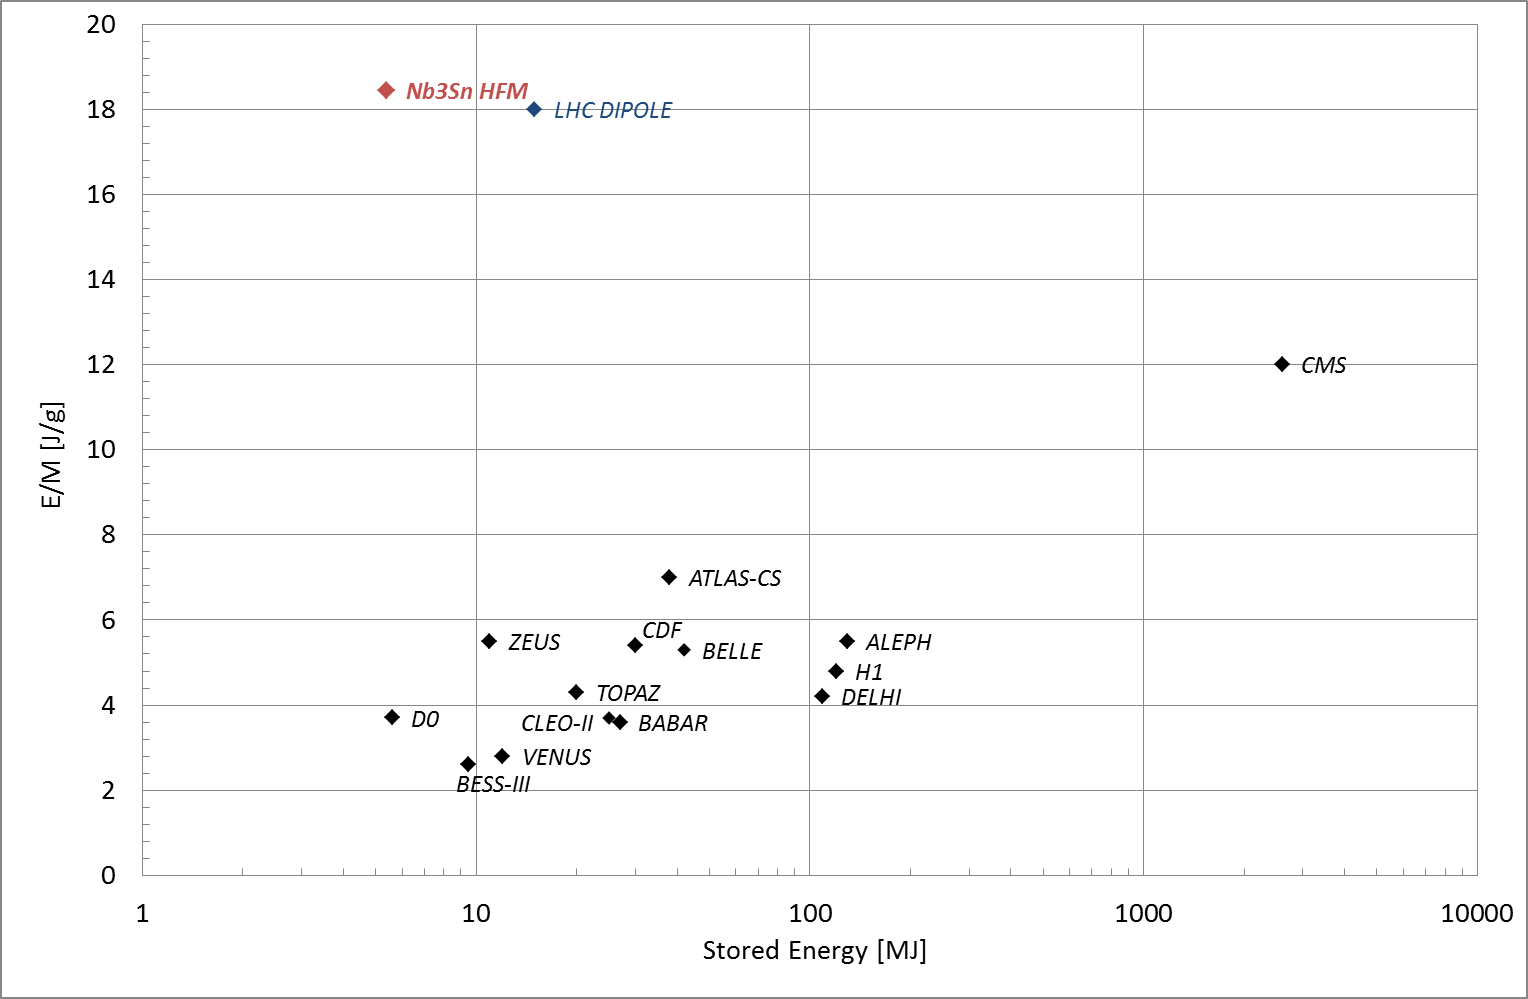 20
18
16
14
12
10
8
6
4
2
0
E/M [J/g]
Nb3Sn HFM
LHC DIPOLE
CMS
ATLAS-CS
CDF
ZEUS
BELLE
ALEPH
H1
TOPAZ
DELHI
D0
CLEO-II
BABAR
VENUS
BESS-III
1
10
100
1000
10000
Stored Energy [MJ]